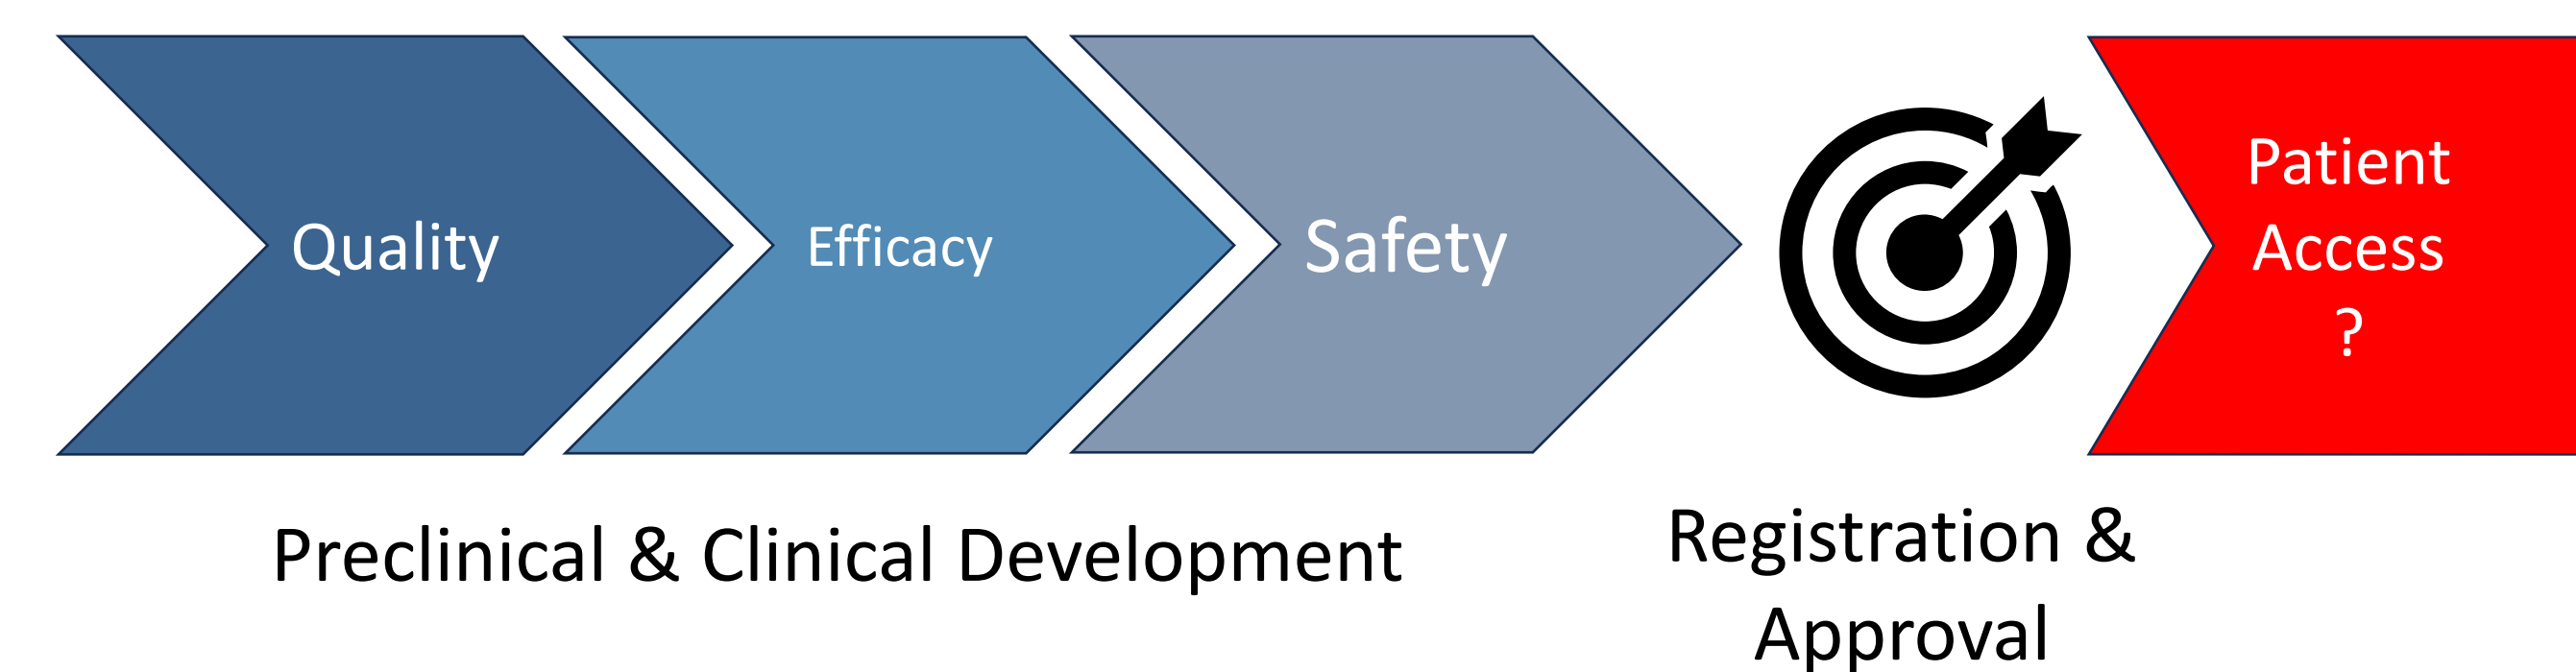 Quality
Efficacy
Safety
Patient
Access
?
Preclinical & Clinical Development
Registration &
Approval